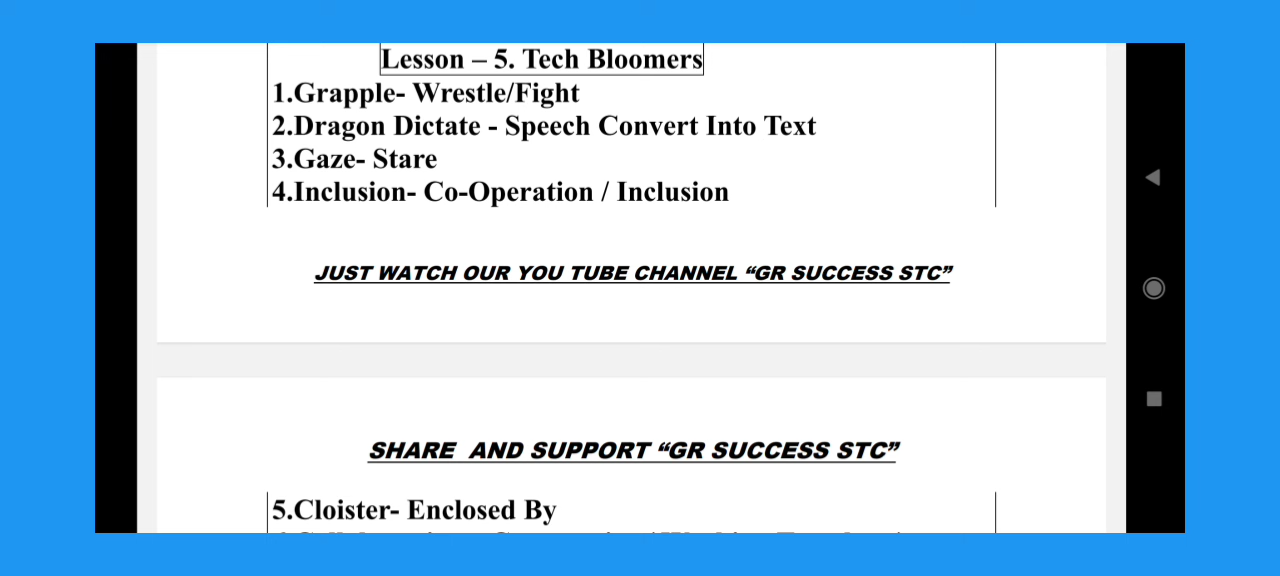 Lesson – 5. Tech Bloomers
1.Grapple- Wrestle/Fight
2.Dragon Dictate - Speech Convert Into Text
3.Gaze- Stare
4.Inclusion- Co-Operation / Inclusion
JUST WATCH OUR YOU TUBE CHANNEL “GR SUCCESS STC”
SHARE AND SUPPORT “GR SUCCESS STC”
5.Cloister- Enclosed By